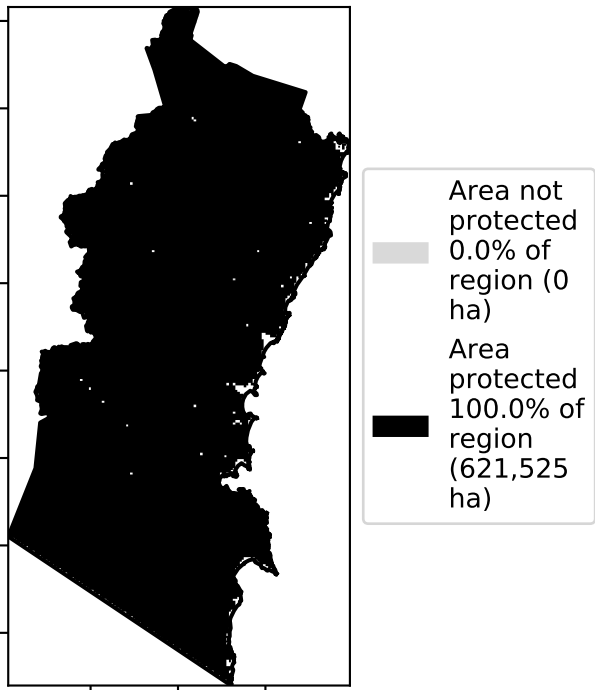 Area not
protected
0.0% of
region (0
ha)
Area
protected
100.0% of
region
(621,525
ha)